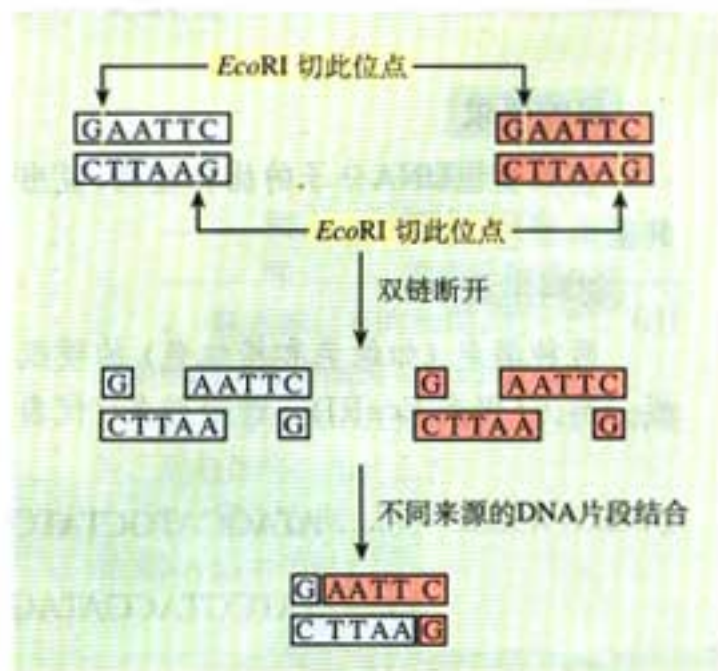 EcoRI 切此位点
GAATTC GAATTC
CTTAAG CTTAAG
EcoRI 切此位点
双链断开
G AATTC G AATTC
CTTAA G CTTAA G
不同来源的DNA片段结合
G AATT C
C TTAA G